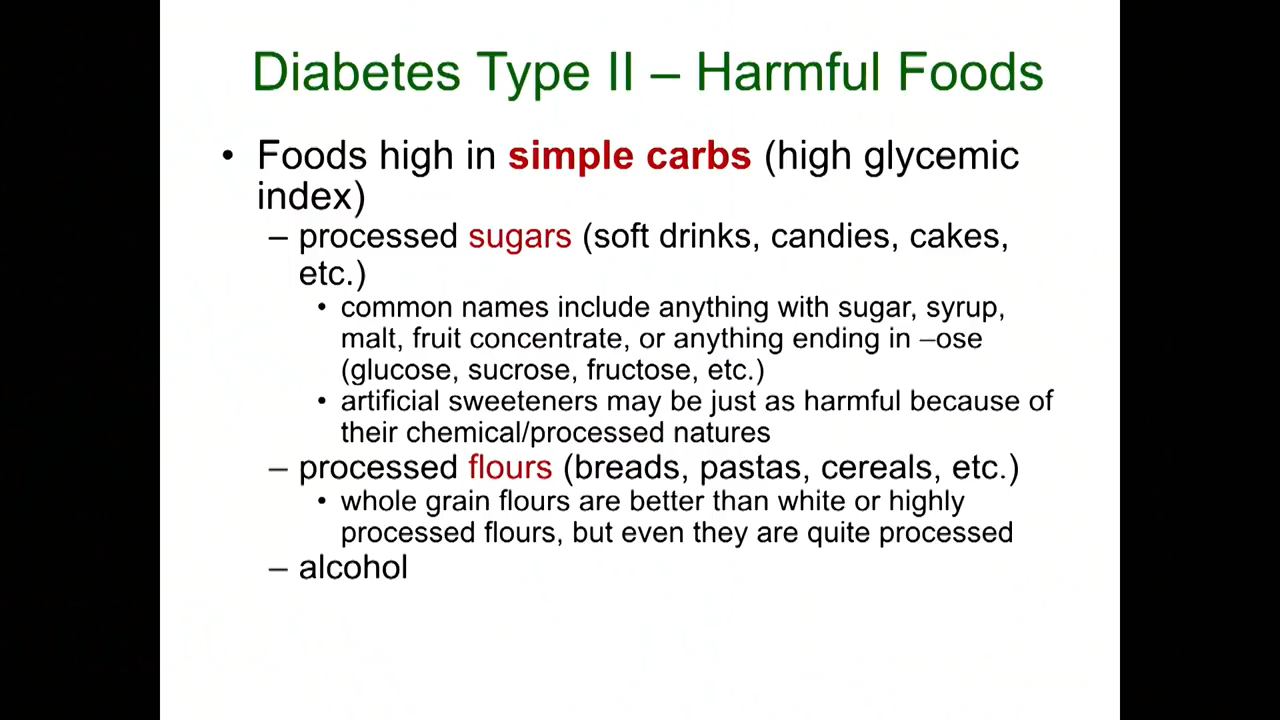 Diabetes Type II – Harmful Foods
• Foods high in simple carbs (high glycemic
index)
– processed sugars (soft drinks, candies, cakes,
etc.)
• common names include anything with sugar, syrup,
malt, fruit concentrate, or anything ending in –ose
(glucose, sucrose, fructose, etc.)
• artificial sweeteners may be just as harmful because of
their chemical/processed natures
– processed flours (breads, pastas, cereals, etc.)
• whole grain flours are better than white or highly
processed flours, but even they are quite processed
– alcohol